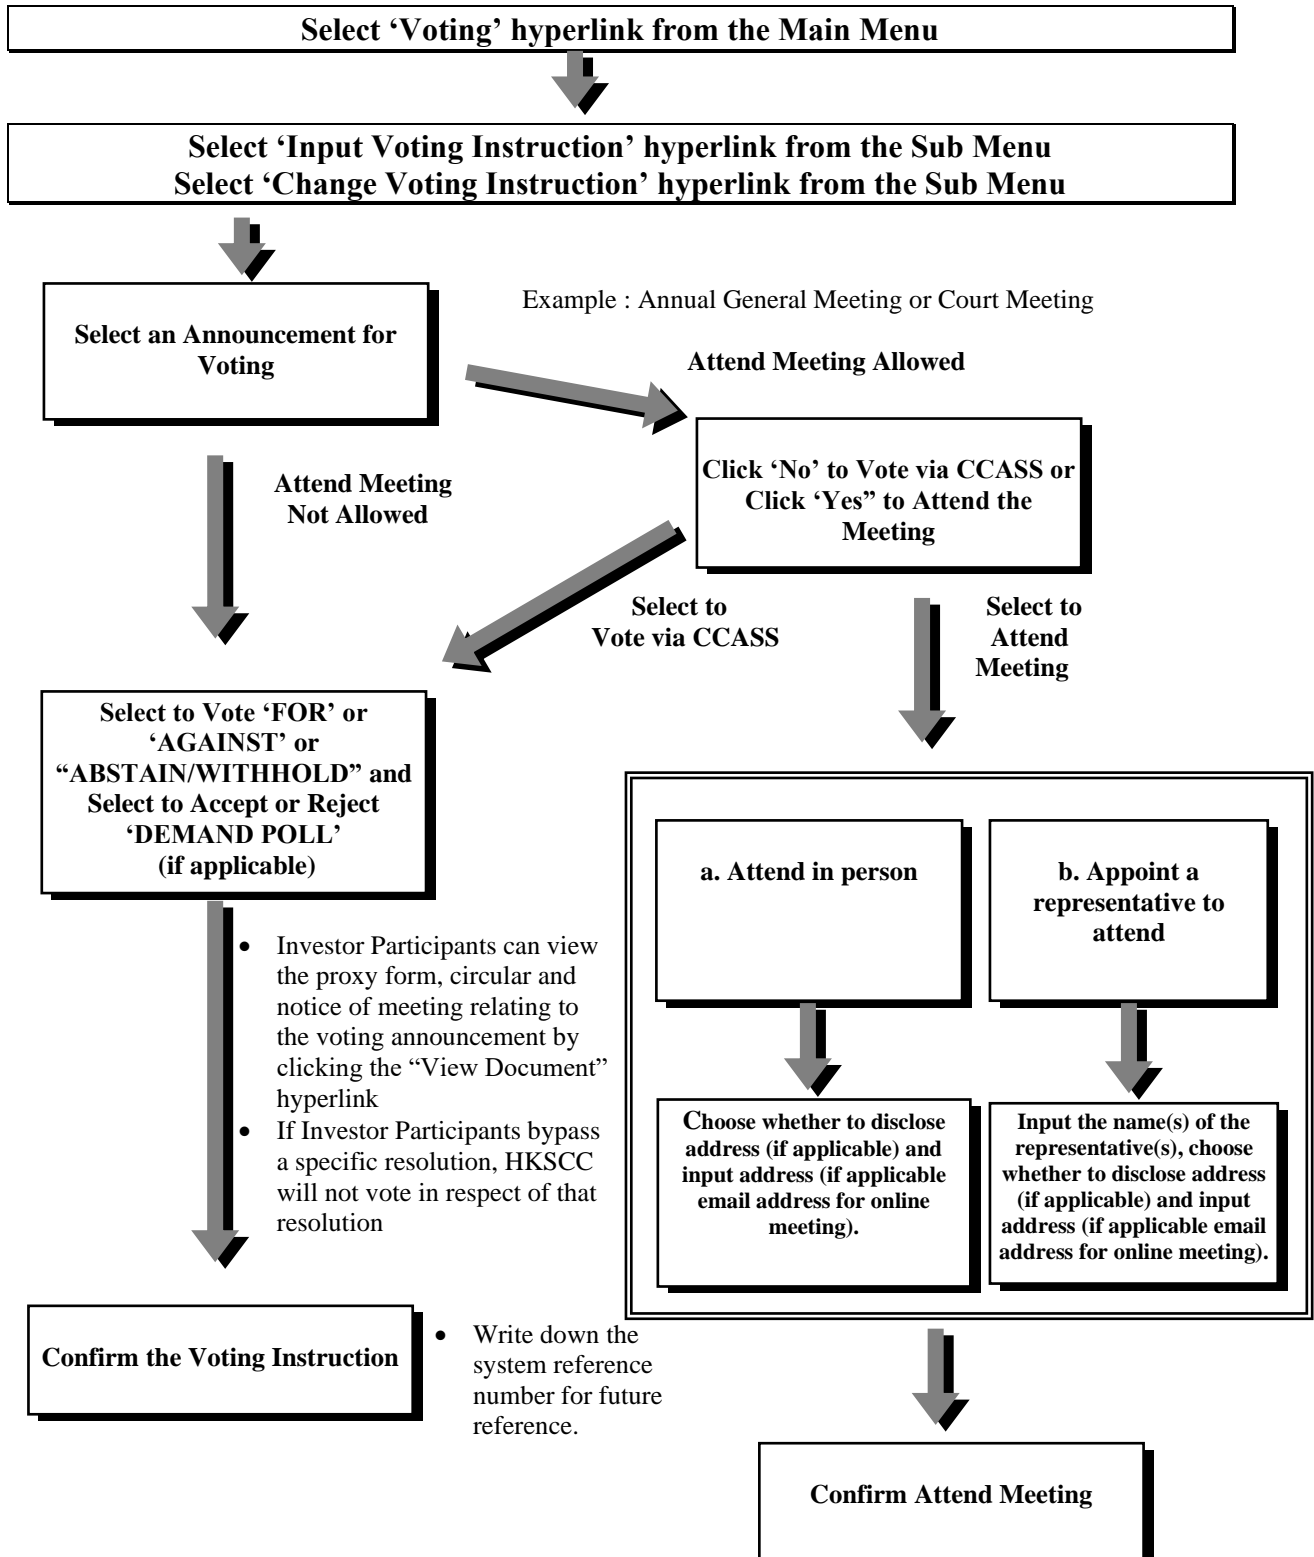 Select ‘Voting’ hyperlink from the Main Menu
Select ‘Input Voting Instruction’ hyperlink from the Sub Menu
Select ‘Change Voting Instruction’ hyperlink from the Sub Menu
Example : Annual General Meeting or Court Meeting
Select an Announcement for
Voting
Attend Meeting Allowed
Click ‘No’ to Vote via CCASS or
Click ‘Yes” to Attend the
Meeting
Attend Meeting
Not Allowed
Select to
Vote via CCASS
Select to
Attend
Meeting
Select to Vote ‘FOR’ or
‘AGAINST’ or
“ABSTAIN/WITHHOLD” and
Select to Accept or Reject
‘DEMAND POLL’
(if applicable)
a. Attend in person
b. Appoint a
representative to
attend
• Investor Participants can view
the proxy form, circular and
notice of meeting relating to
the voting announcement by
clicking the “View Document”
hyperlink
• If Investor Participants bypass
a specific resolution, HKSCC
will not vote in respect of that
resolution
Choose whether to disclose
address (if applicable) and
input address (if applicable
email address for online
meeting).
Input the name(s) of the
representative(s), choose
whether to disclose address
(if applicable) and input
address (if applicable email
address for online meeting).
Confirm the Voting Instruction
• Write down the
system reference
number for future
reference.
Confirm Attend Meeting